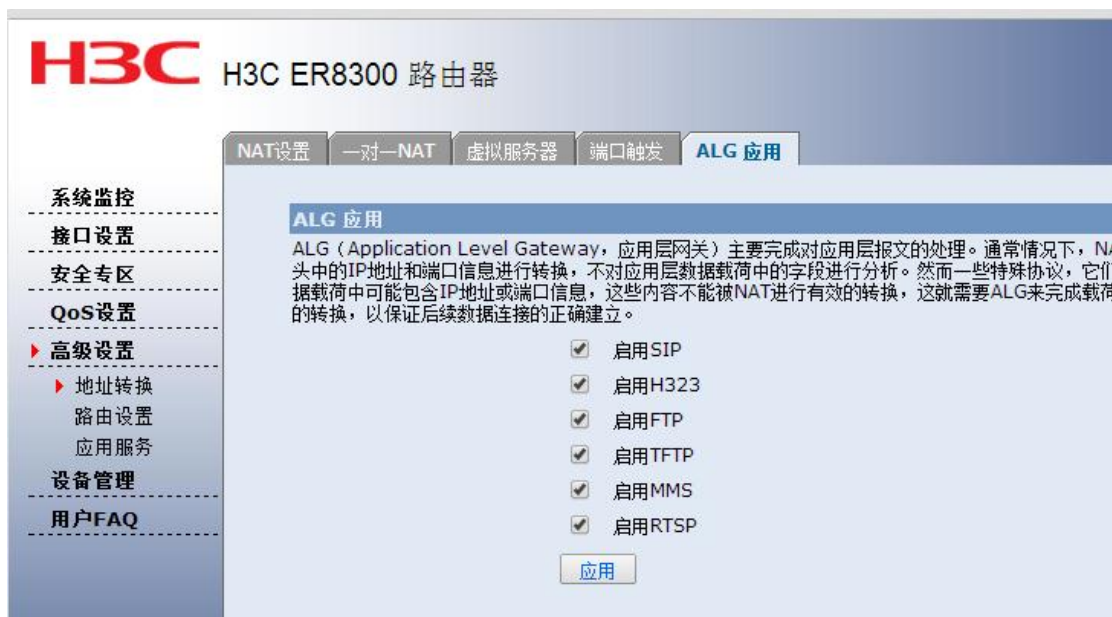 H3C
H3C ER8300 路由器
NAT设置
一对一NAT
虚拟服务器
端口触发
ALG 应用
系统监控
接口设置
安全专区
QoS设置
高级设置
地址转换
路由设置
应用服务
设备管理
用户FAQ
ALG 应用
ALG（Application Level Gateway，应用层网关）主要完成对应用层报文的处理。通常情况下，NA
头中的IP地址和端口信息进行转换，不对应用层数据载荷中的字段进行分析。然而一些特殊协议，它们
据载荷中可能包含IP地址或端口信息，这些内容不能被NAT进行有效的转换，这就需要ALG来完成载荷
的转换，以保证后续数据连接的正确建立。
启用SIP
启用H323
启用FTP
启用TFTP
启用MMS
启用RTSP
应用